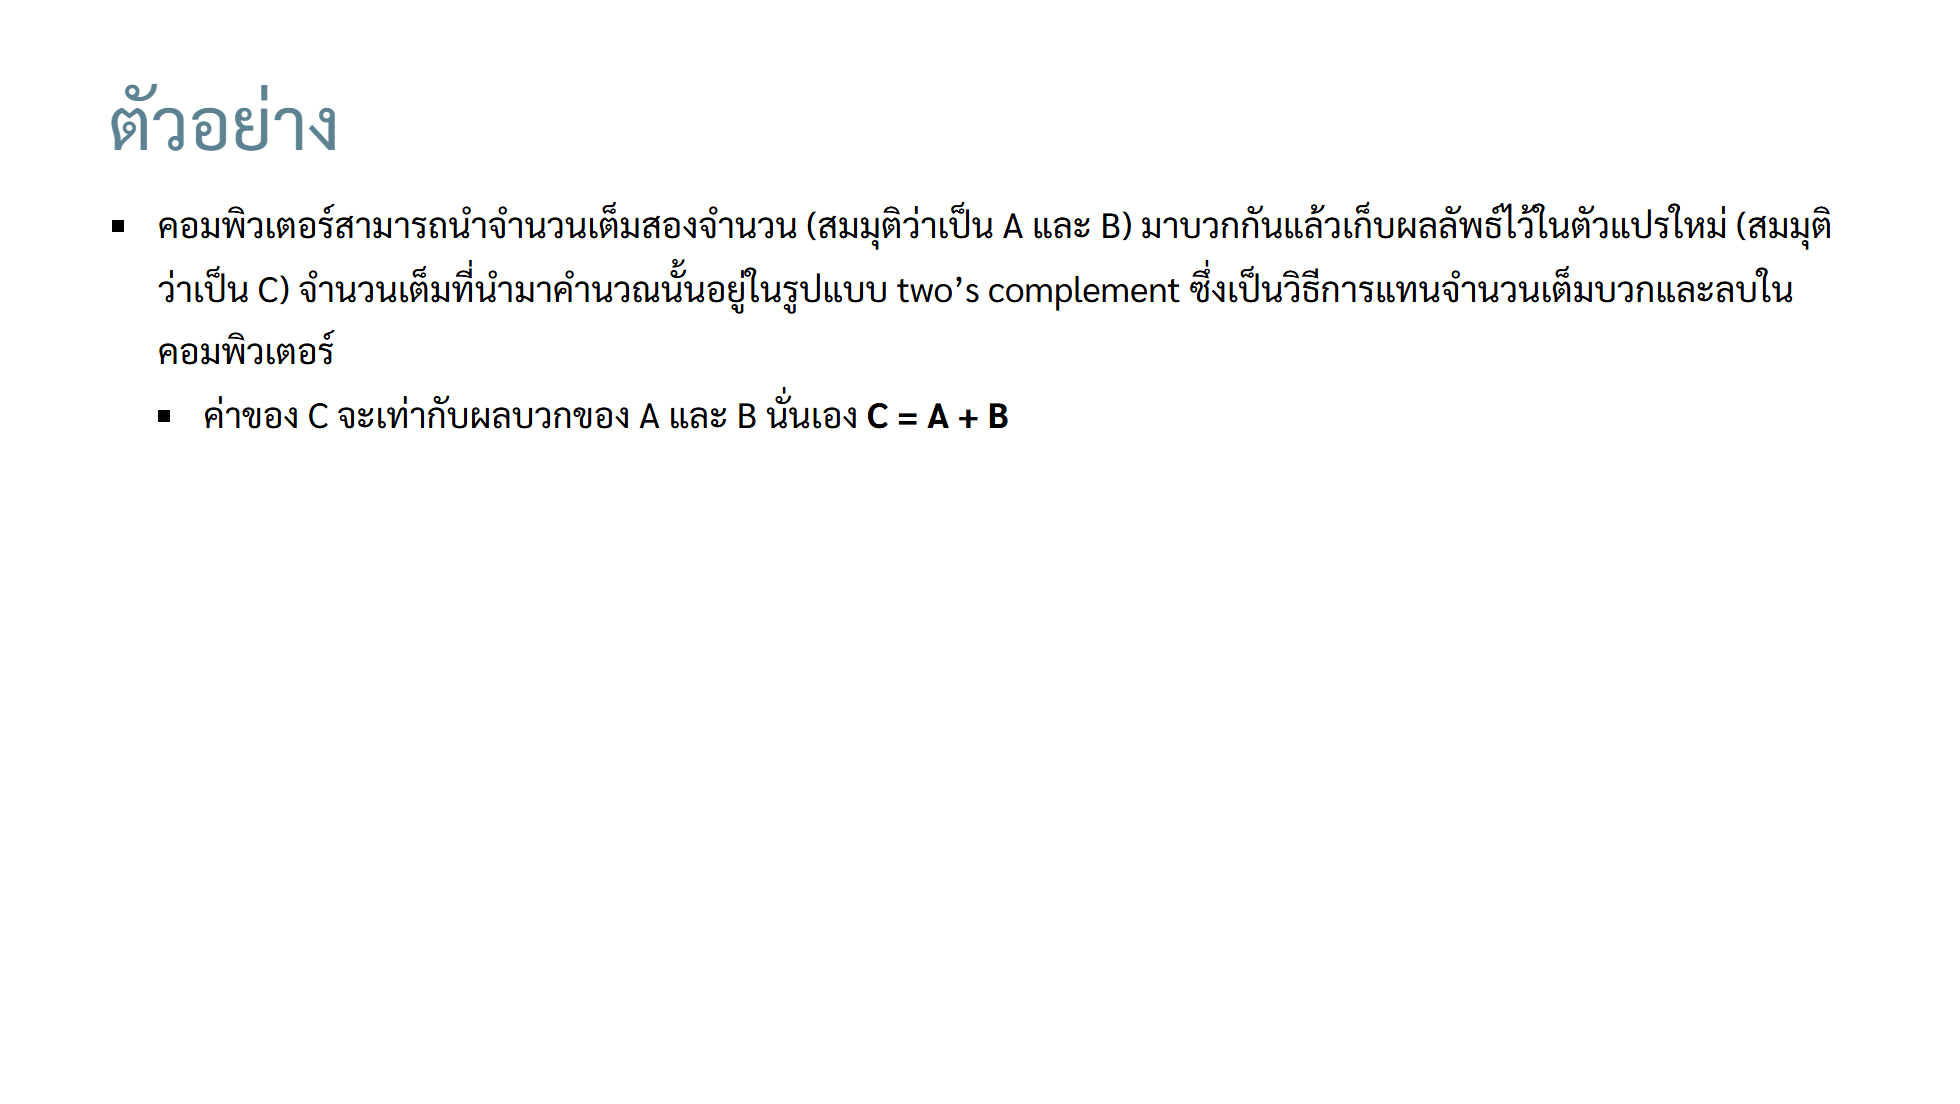 ตัวอย่าง
▪ คอมพิวเตอร์สามารถนำจำนวนเต็มสองจำนวน (สมมุติว่าเป็น A และ B) มาบวกกันแล้วเก็บผลลัพธ์ไว้ในตัวแปรใหม่ (สมมุติ
ว่าเป็น C) จำนวนเต็มที่นำมาคำนวณนั้นอยู่ในรูปแบบ two’s complement ซึ่งเป็นวิธีการแทนจำนวนเต็มบวกและลบใน
คอมพิวเตอร์
▪ ค่าของ C จะเท่ากับผลบวกของ A และ B นั่นเอง C = A + B